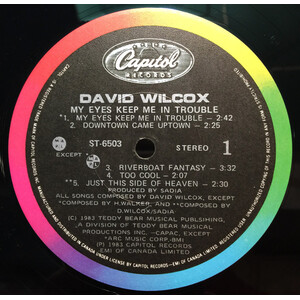 Capitol
RECORDS
DAVID WILCOX
MY EYES KEEP ME IN TROUBLE
*1. MY EYES KEEP ME IN TROUBLE - 2:42
2. DOWNTOWN CAME UPTOWN - 2:25
ST-6503
STEREO
1
EXCEPT
3. RIVERBOAT FANTASY - 3:32
4. TOO COOL - 2:07
**5. JUST THIS SIDE OF HEAVEN - 2:30
PRODUCED BY SADIA
ALL SONGS COMPOSED BY DAVID WILCOX, EXCEPT
*COMPOSED BY H.WALKER, **COMPOSED BY
D.WILCOX/SADIA
(C) 1983 TEDDY BEAR MUSICAL PUBLISHING,
A DIVISION OF TEDDY BEAR MUSICAL
PRODUCTIONS INC. -CAPAC, EXCEPT
*ARC MUSIC CORP.-BMI
(P) 1983 CAPITOL RECORDS-
EMI OF CANADA LIMITED